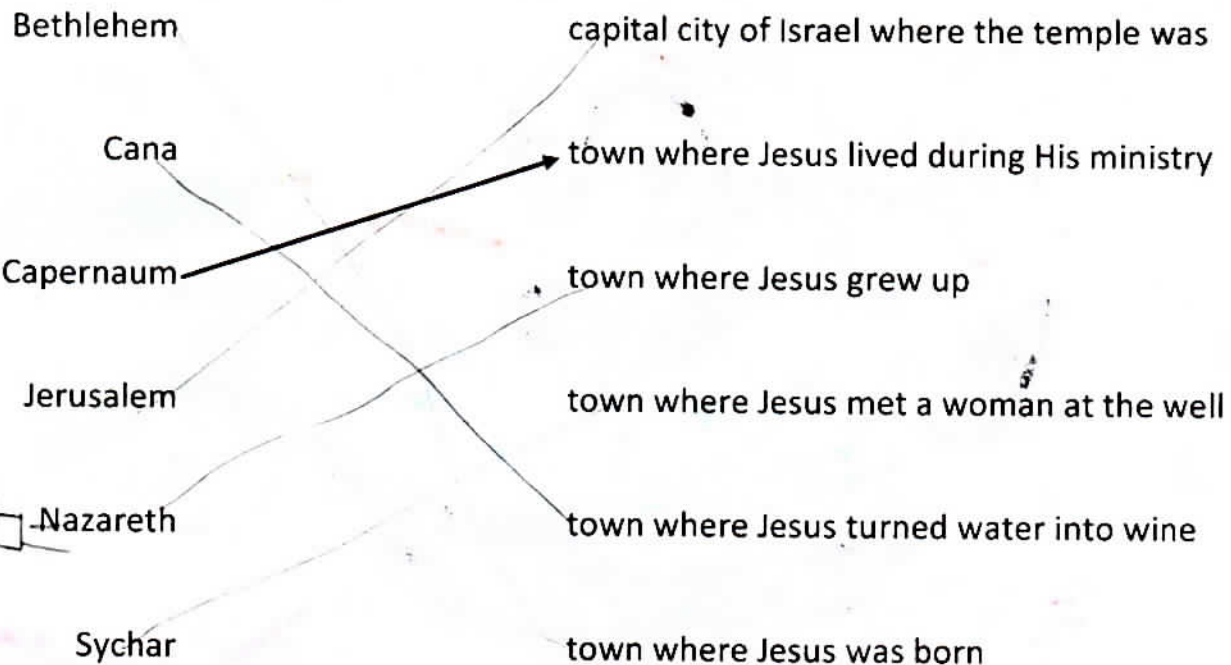 Bethlehem capital city of Israel where the temple was
Cana town where Jesus lived during His ministry
Capernaum town where Jesus grew up
Jerusalem town where Jesus met a woman at the well
Nazareth town where Jesus turned water into wine
Sychar town where Jesus was born